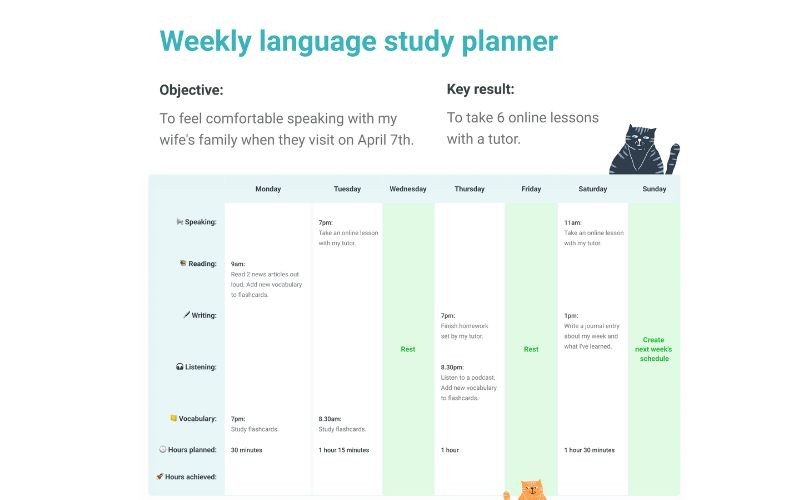 Weekly language study planner
Objective:
To feel comfortable speaking with my
wife's family when they visit on April 7th.
Key result:
To take 6 online lessons
with a tutor.
Monday Tuesday Wednesday Thursday Friday Saturday Sunday
Speaking:
7pm:
Take an online lesson
with my tutor.
11am:
Take an online lesson
with my tutor.
Reading:
9am:
Read 2 news articles out
loud. Add new vocabulary
to flashcards.
Writing:
7pm:
Finish homework
set by my tutor.
1pm:
Write a journal entry
about my week and
what I've learned.
Rest
Rest
Create
next week's
schedule
Listening:
8.30pm:
Listen to a podcast.
Add new vocabulary
to flashcards.
Vocabulary:
7pm:
Study flashcards.
8.30am:
Study flashcards.
Hours planned:
30 minutes
1 hour 15 minutes
1 hour
1 hour 30 minutes
Hours achieved: